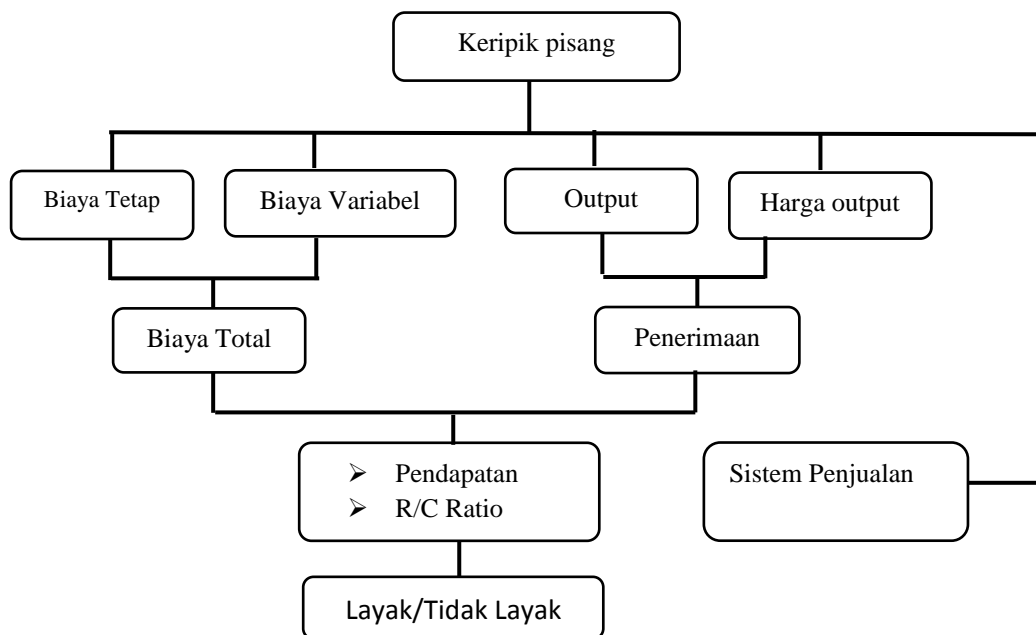 Keripik pisang
Biaya Tetap
Biaya Variabel
Output
Harga output
Biaya Total
Penerimaan
➢ Pendapatan
➢ R/C Ratio
Sistem Penjualan
Layak/Tidak Layak